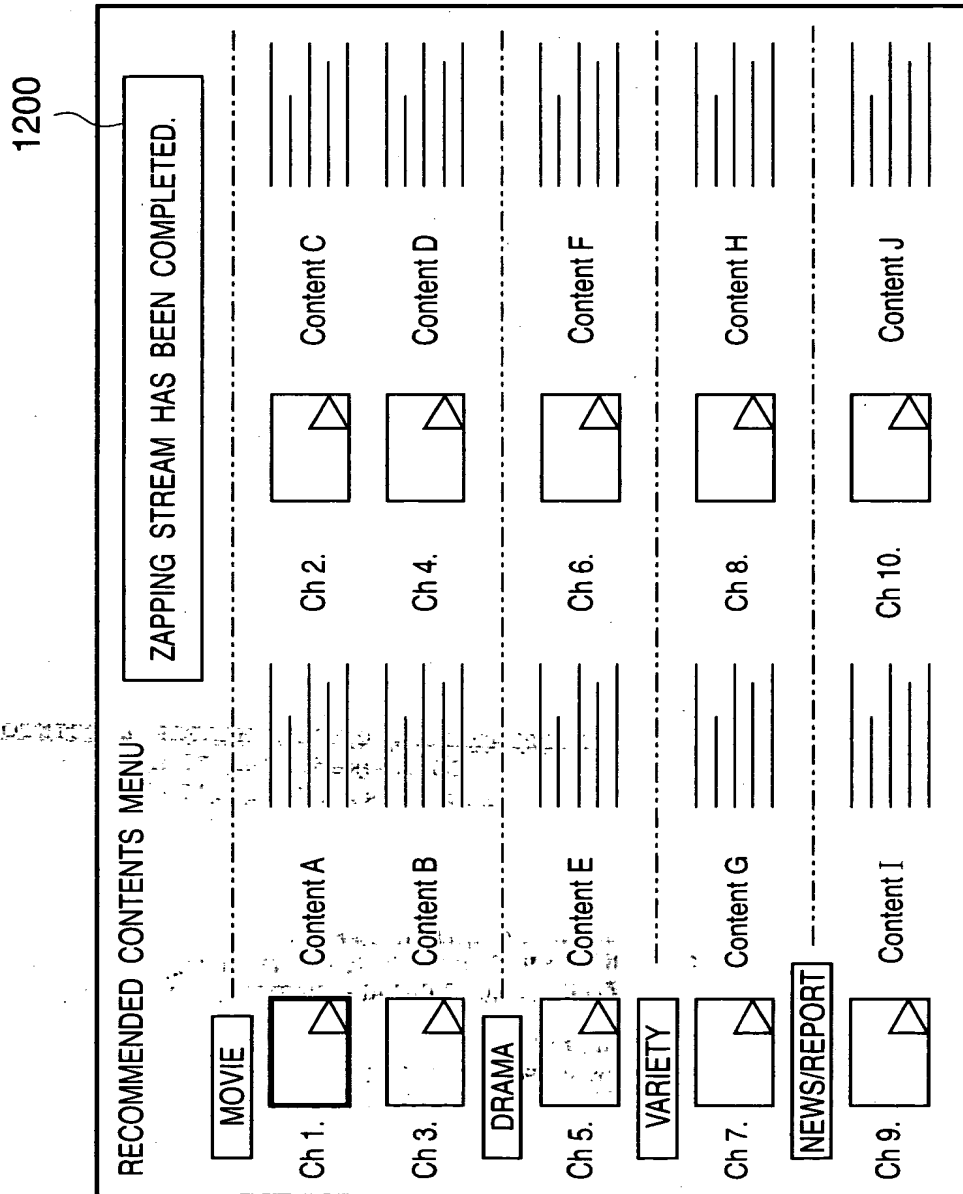 1200
RECOMMENDED CONTENTS MENU
ZAPPING STREAM HAS BEEN COMPLETED.
MOVIE
Ch 1. Content A Ch 2. Content C
Ch 3. Content B Ch 4. Content D
DRAMA
Ch 5. Content E Ch 6. Content F
VARIETY
Ch 7. Content G Ch 8. Content H
NEWS/REPORT
Ch 9. Content I Ch 10. Content J